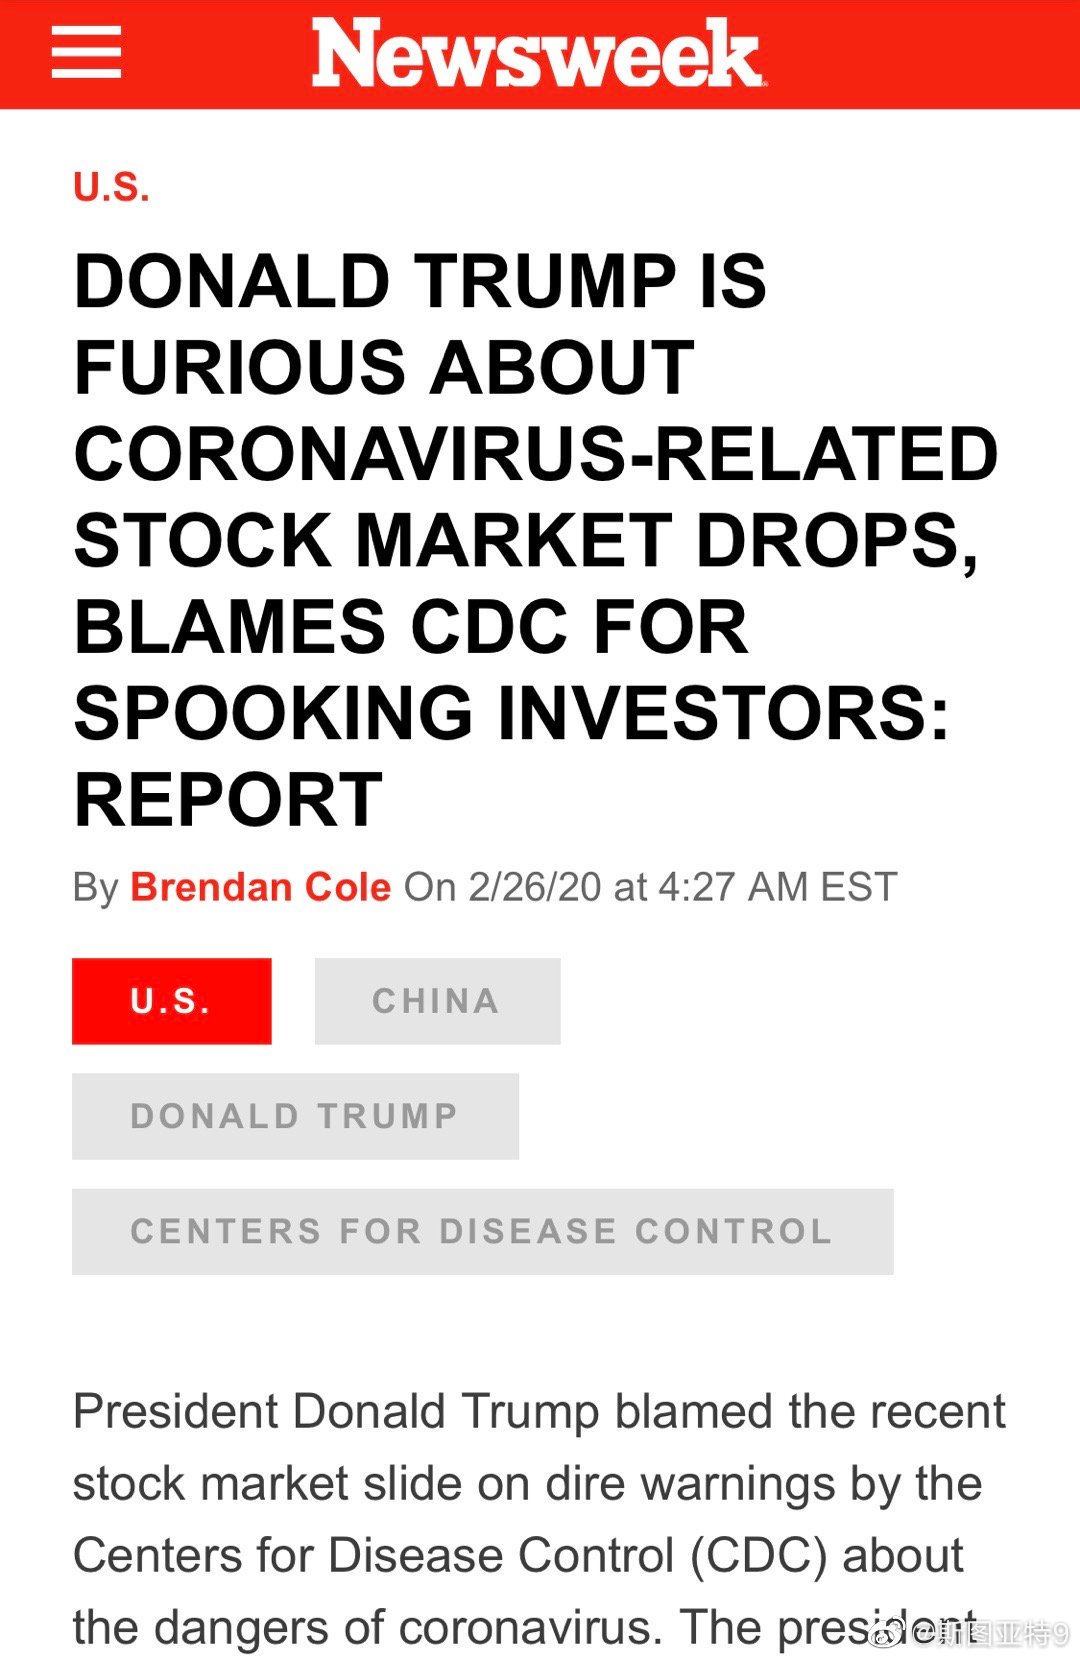 Newsweek
U.S.
DONALD TRUMP IS
FURIOUS ABOUT
CORONAVIRUS-RELATED
STOCK MARKET DROPS,
BLAMES CDC FOR
SPOOKING INVESTORS:
REPORT
By Brendan Cole On 2/26/20 at 4:27 AM EST
U.S. CHINA
DONALD TRUMP
CENTERS FOR DISEASE CONTROL
President Donald Trump blamed the recent
stock market slide on dire warnings by the
Centers for Disease Control (CDC) about
the dangers of coronavirus. The president
@斯图亚特9